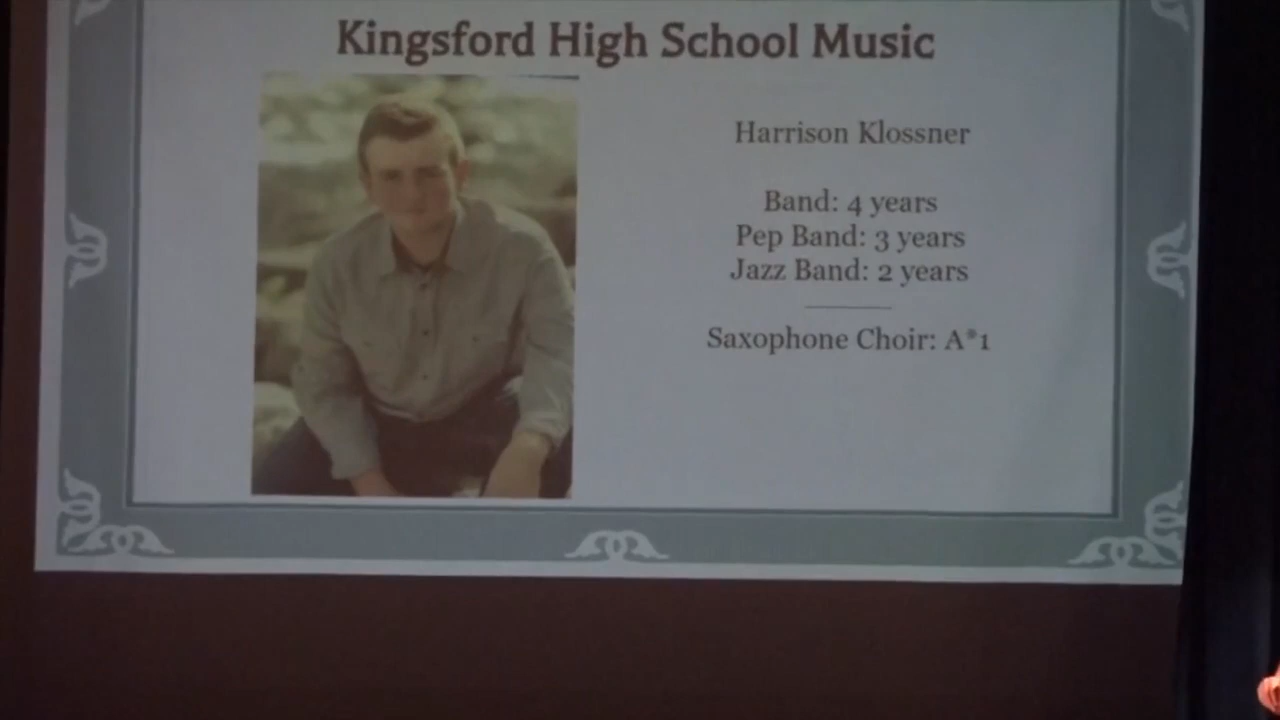 Kingsford High School Music
Harrison Klossner
Band: 4 years
Pep Band: 3 years
Jazz Band: 2 years
Saxophone Choir: A*1